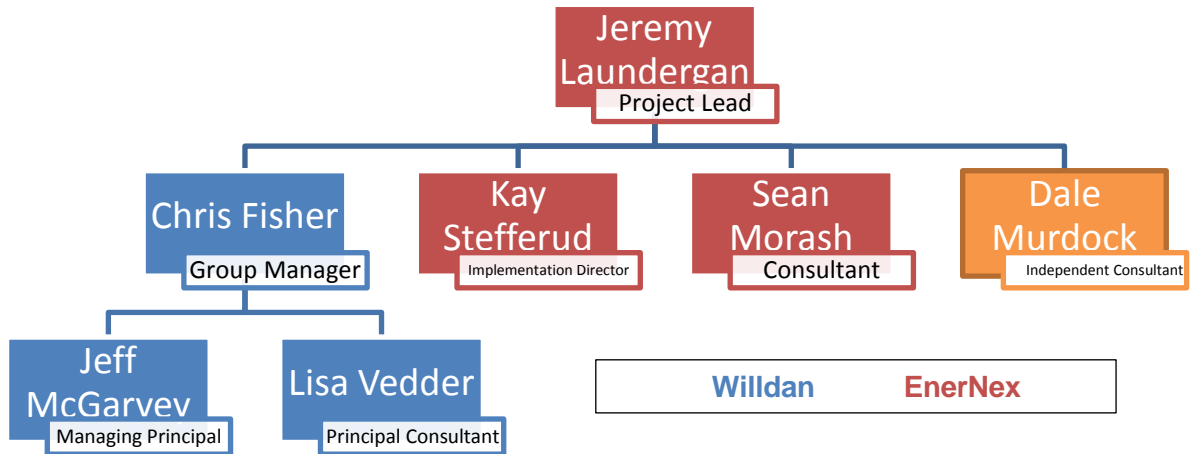 Jeremy
Laundergan
Project Lead
Chris Fisher
Group Manager
Kay
Stefferud
Implementation Director
Sean
Morash
Consultant
Dale
Murdock
Independent Consultant
Jeff
McGarvey
Managing Principal
Lisa Vedder
Principal Consultant
Willdan EnerNex